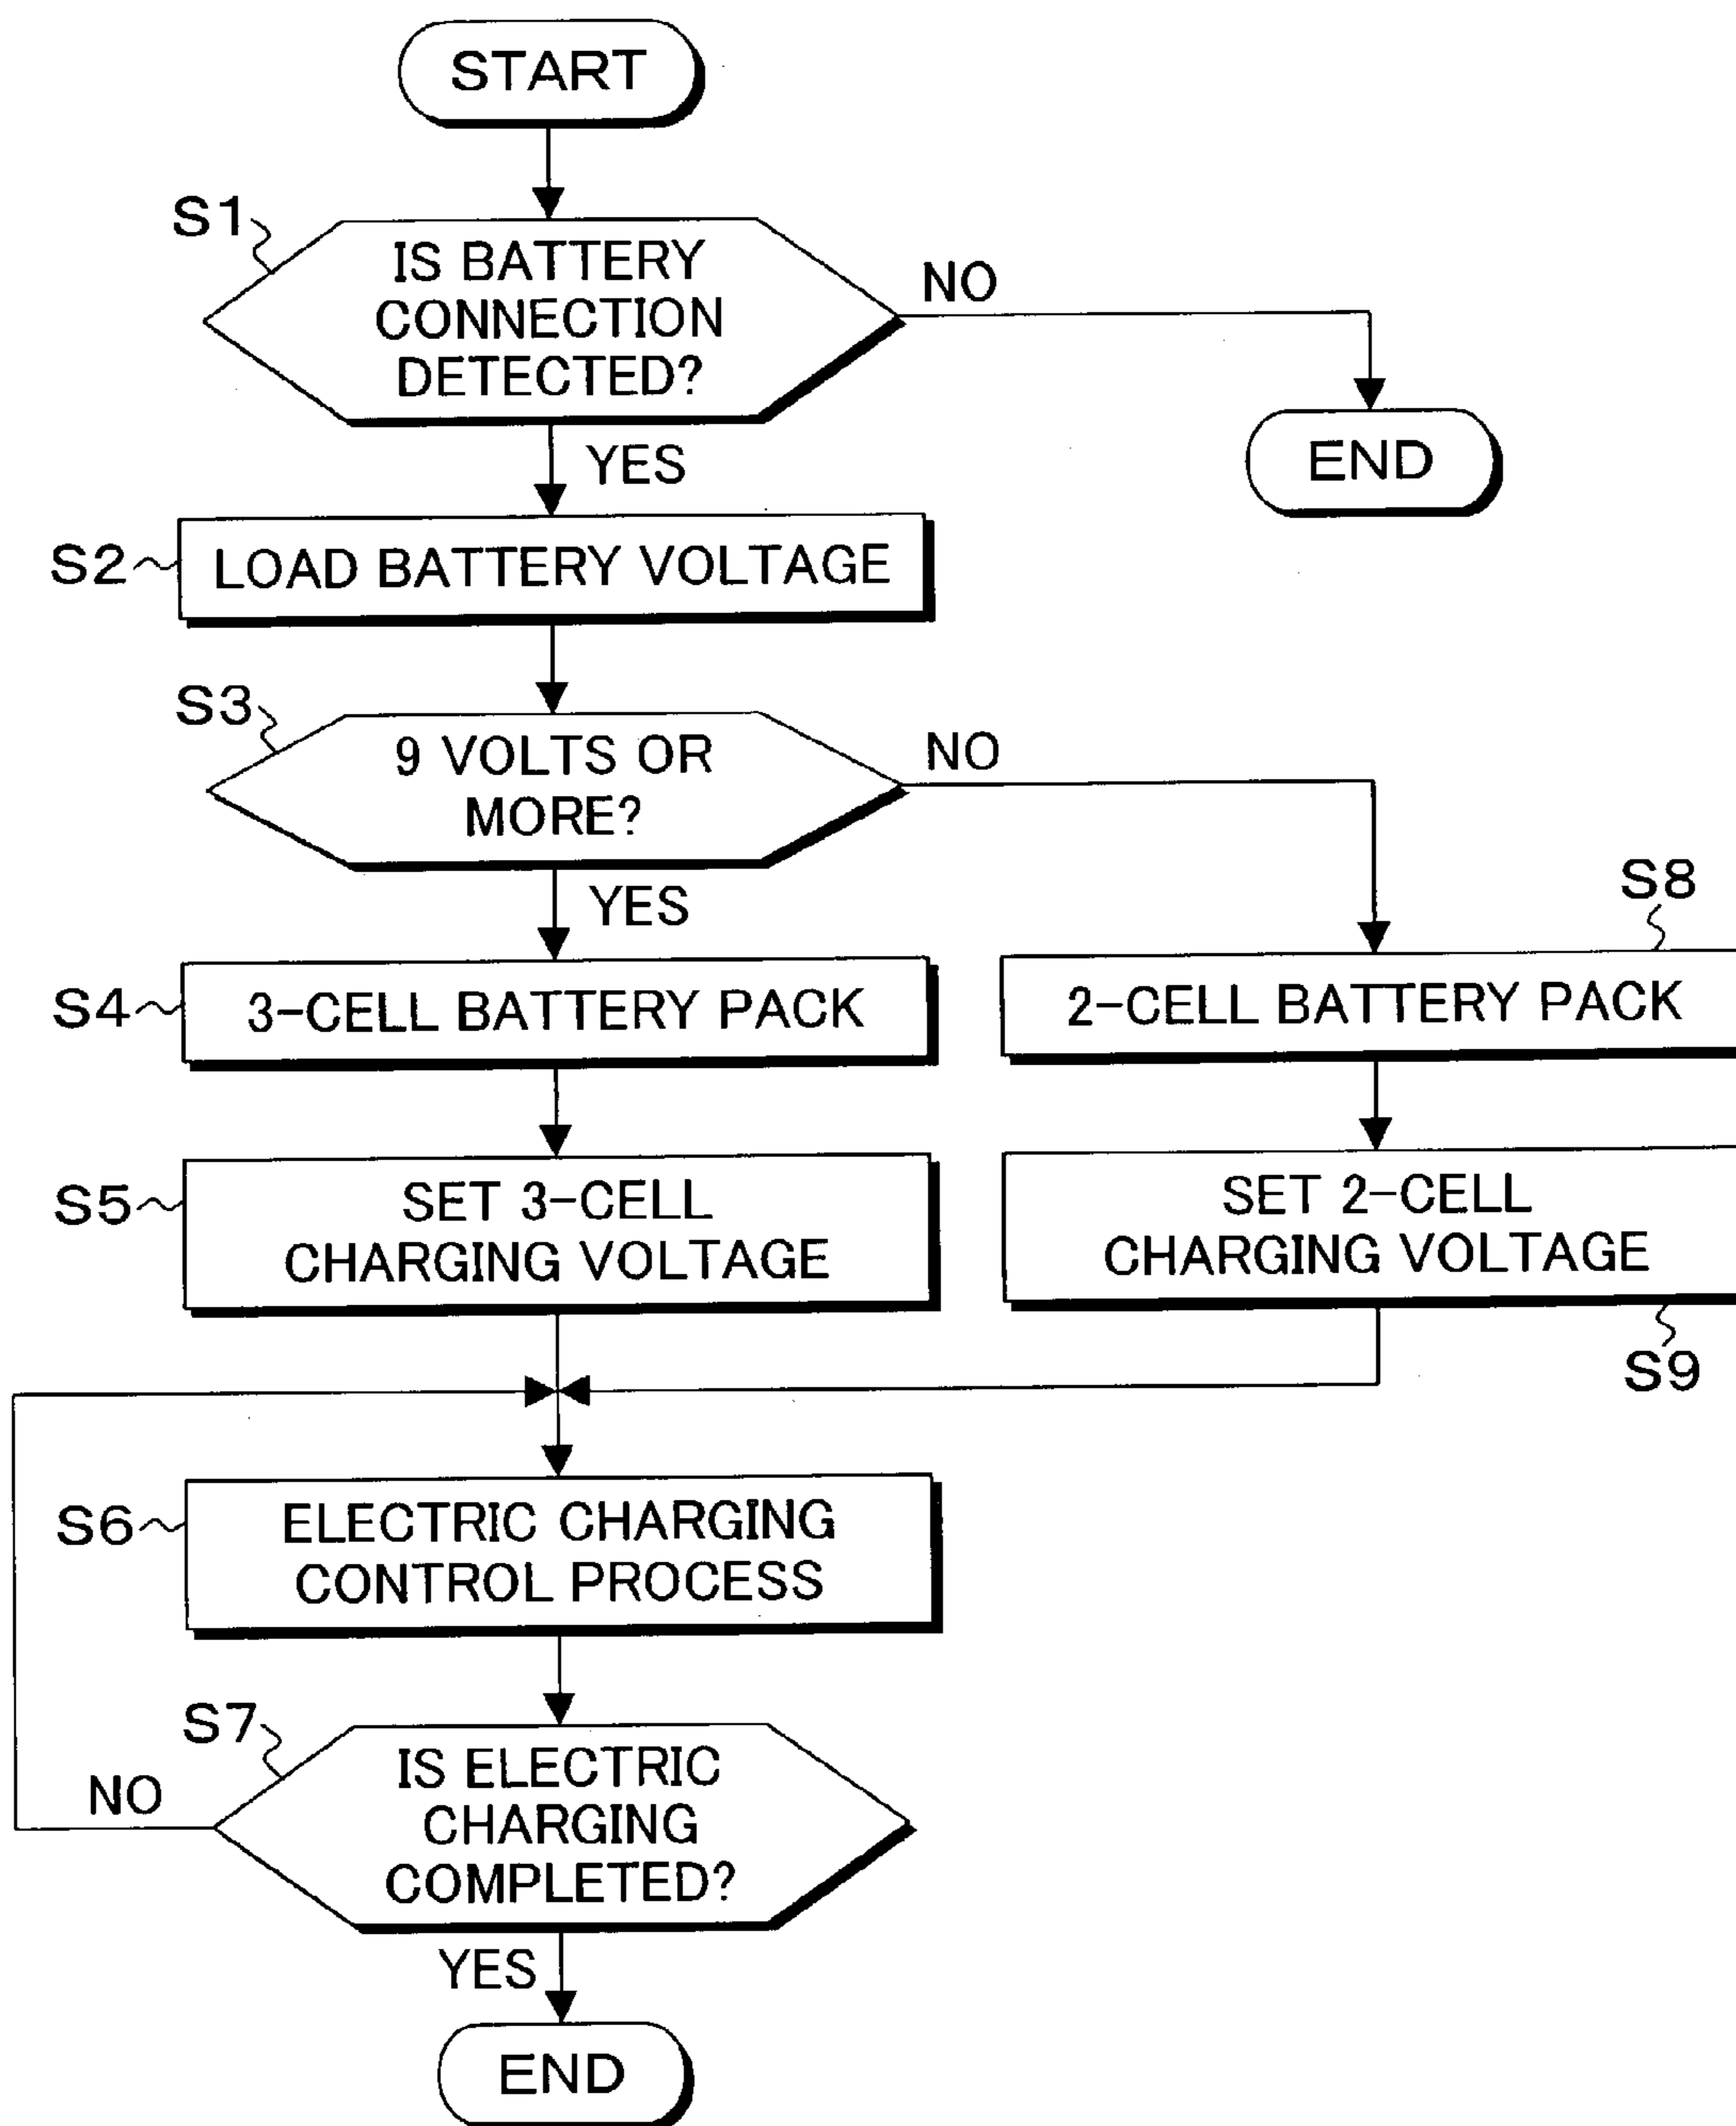 START
S1
IS BATTERY
CONNECTION
DETECTED?
NO
END
YES
S2
LOAD BATTERY VOLTAGE
S3
9 VOLTS OR
MORE?
NO
YES
S8
S4
3-CELL BATTERY PACK
2-CELL BATTERY PACK
S5
SET 3-CELL
CHARGING VOLTAGE
SET 2-CELL
CHARGING VOLTAGE
S9
S6
ELECTRIC CHARGING
CONTROL PROCESS
S7
IS ELECTRIC
CHARGING
COMPLETED?
NO
YES
END